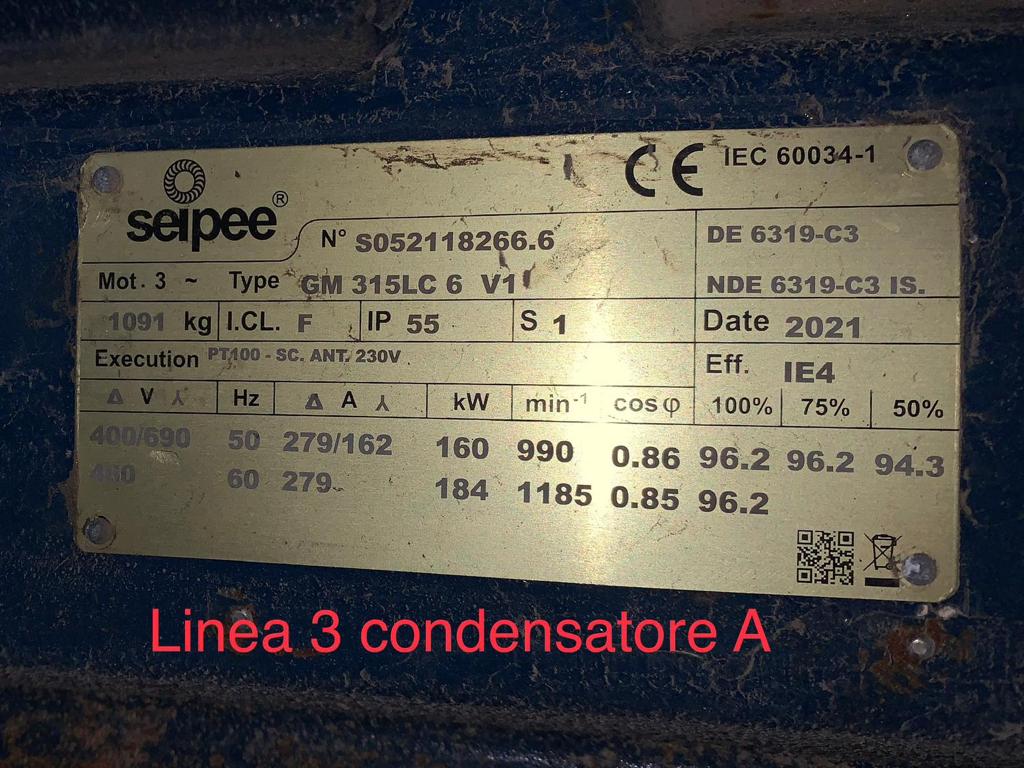 CE IEC 60034-1
seipee®
N° S052118266.6
DE 6319-C3
Mot. 3 ~ Type GM 315LC 6 V1
NDE 6319-C3 IS.
1091 kg I.CL. F IP 55 S 1 Date 2021
Execution PT100 - SC. ANT. 230V
Eff. IE4
Δ V ⅄ Hz Δ A ⅄ kW min⁻¹ cosφ 100% 75% 50%
400/690 50 279/162 160 990 0.86 96.2 96.2 94.3
460 60 279 184 1185 0.85 96.2
Linea 3 condensatore A